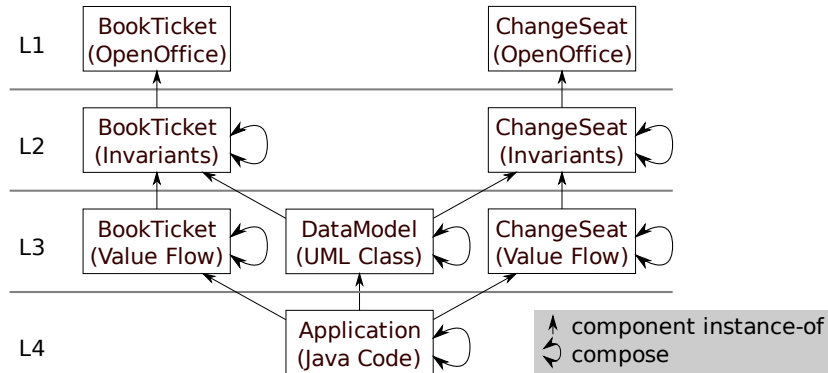 L1
BookTicket
(OpenOffice)
ChangeSeat
(OpenOffice)
L2
BookTicket
(Invariants)
ChangeSeat
(Invariants)
L3
BookTicket
(Value Flow)
DataModel
(UML Class)
ChangeSeat
(Value Flow)
L4
Application
(Java Code)
component instance-of
compose